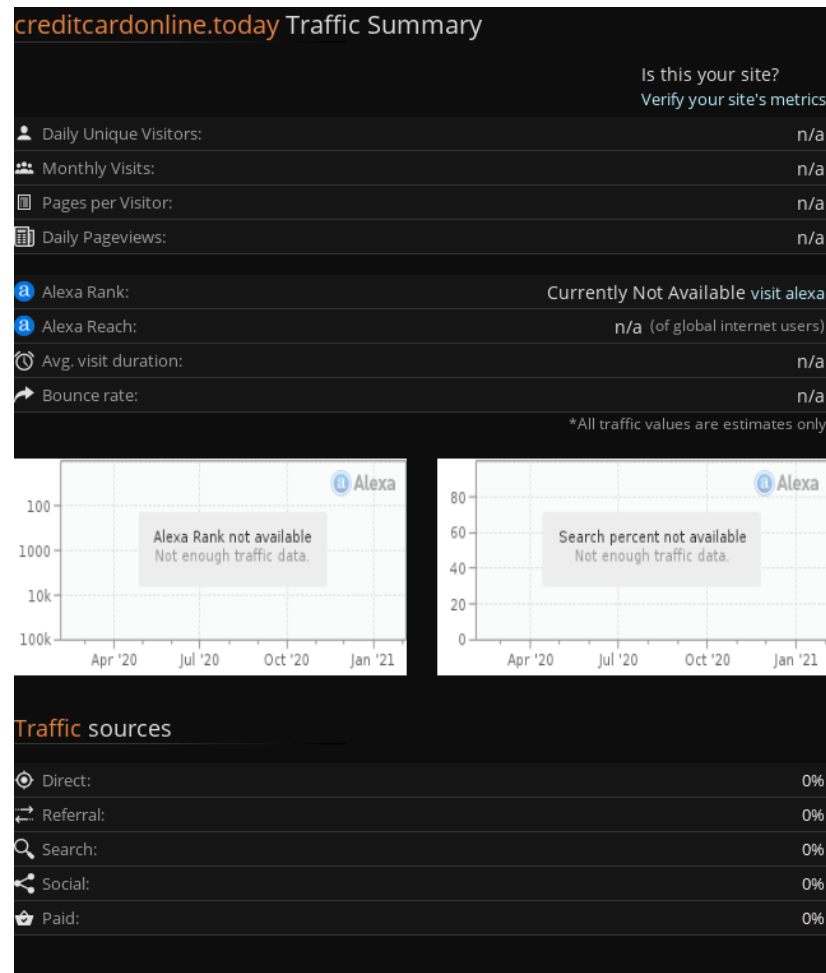 creditcardonline.today Traffic Summary
Is this your site?
Verify your site's metrics
Daily Unique Visitors: n/a
Monthly Visits: n/a
Pages per Visitor: n/a
Daily Pageviews: n/a
a Alexa Rank: Currently Not Available visit alexa
a Alexa Reach: n/a (of global internet users)
Avg. visit duration: n/a
Bounce rate: n/a
*All traffic values are estimates only
a Alexa
100
1000
10k
100k
Alexa Rank not available
Not enough traffic data.
Apr '20 Jul '20 Oct '20 Jan '21
a Alexa
80
60
40
20
0
Search percent not available
Not enough traffic data.
Apr '20 Jul '20 Oct '20 Jan '21
Traffic sources
Direct: 0%
Referral: 0%
Search: 0%
Social: 0%
Paid: 0%